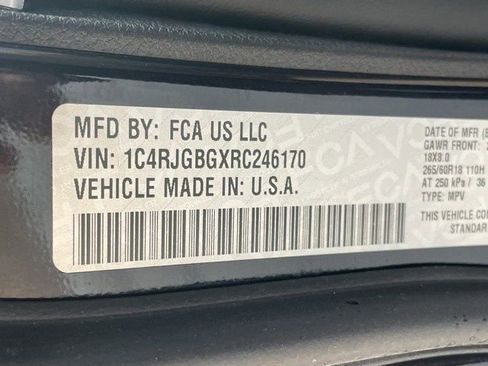 MFD BY: FCA US LLC
VIN: 1C4RJGBGXRC246170
VEHICLE MADE IN: U.S.A.
DATE OF MFR
GAWR FRONT:
18X8.0
265/60R18 110H
AT 250 kPa / 36
TYPE: MPV
THIS VEHICLE
STANDAR